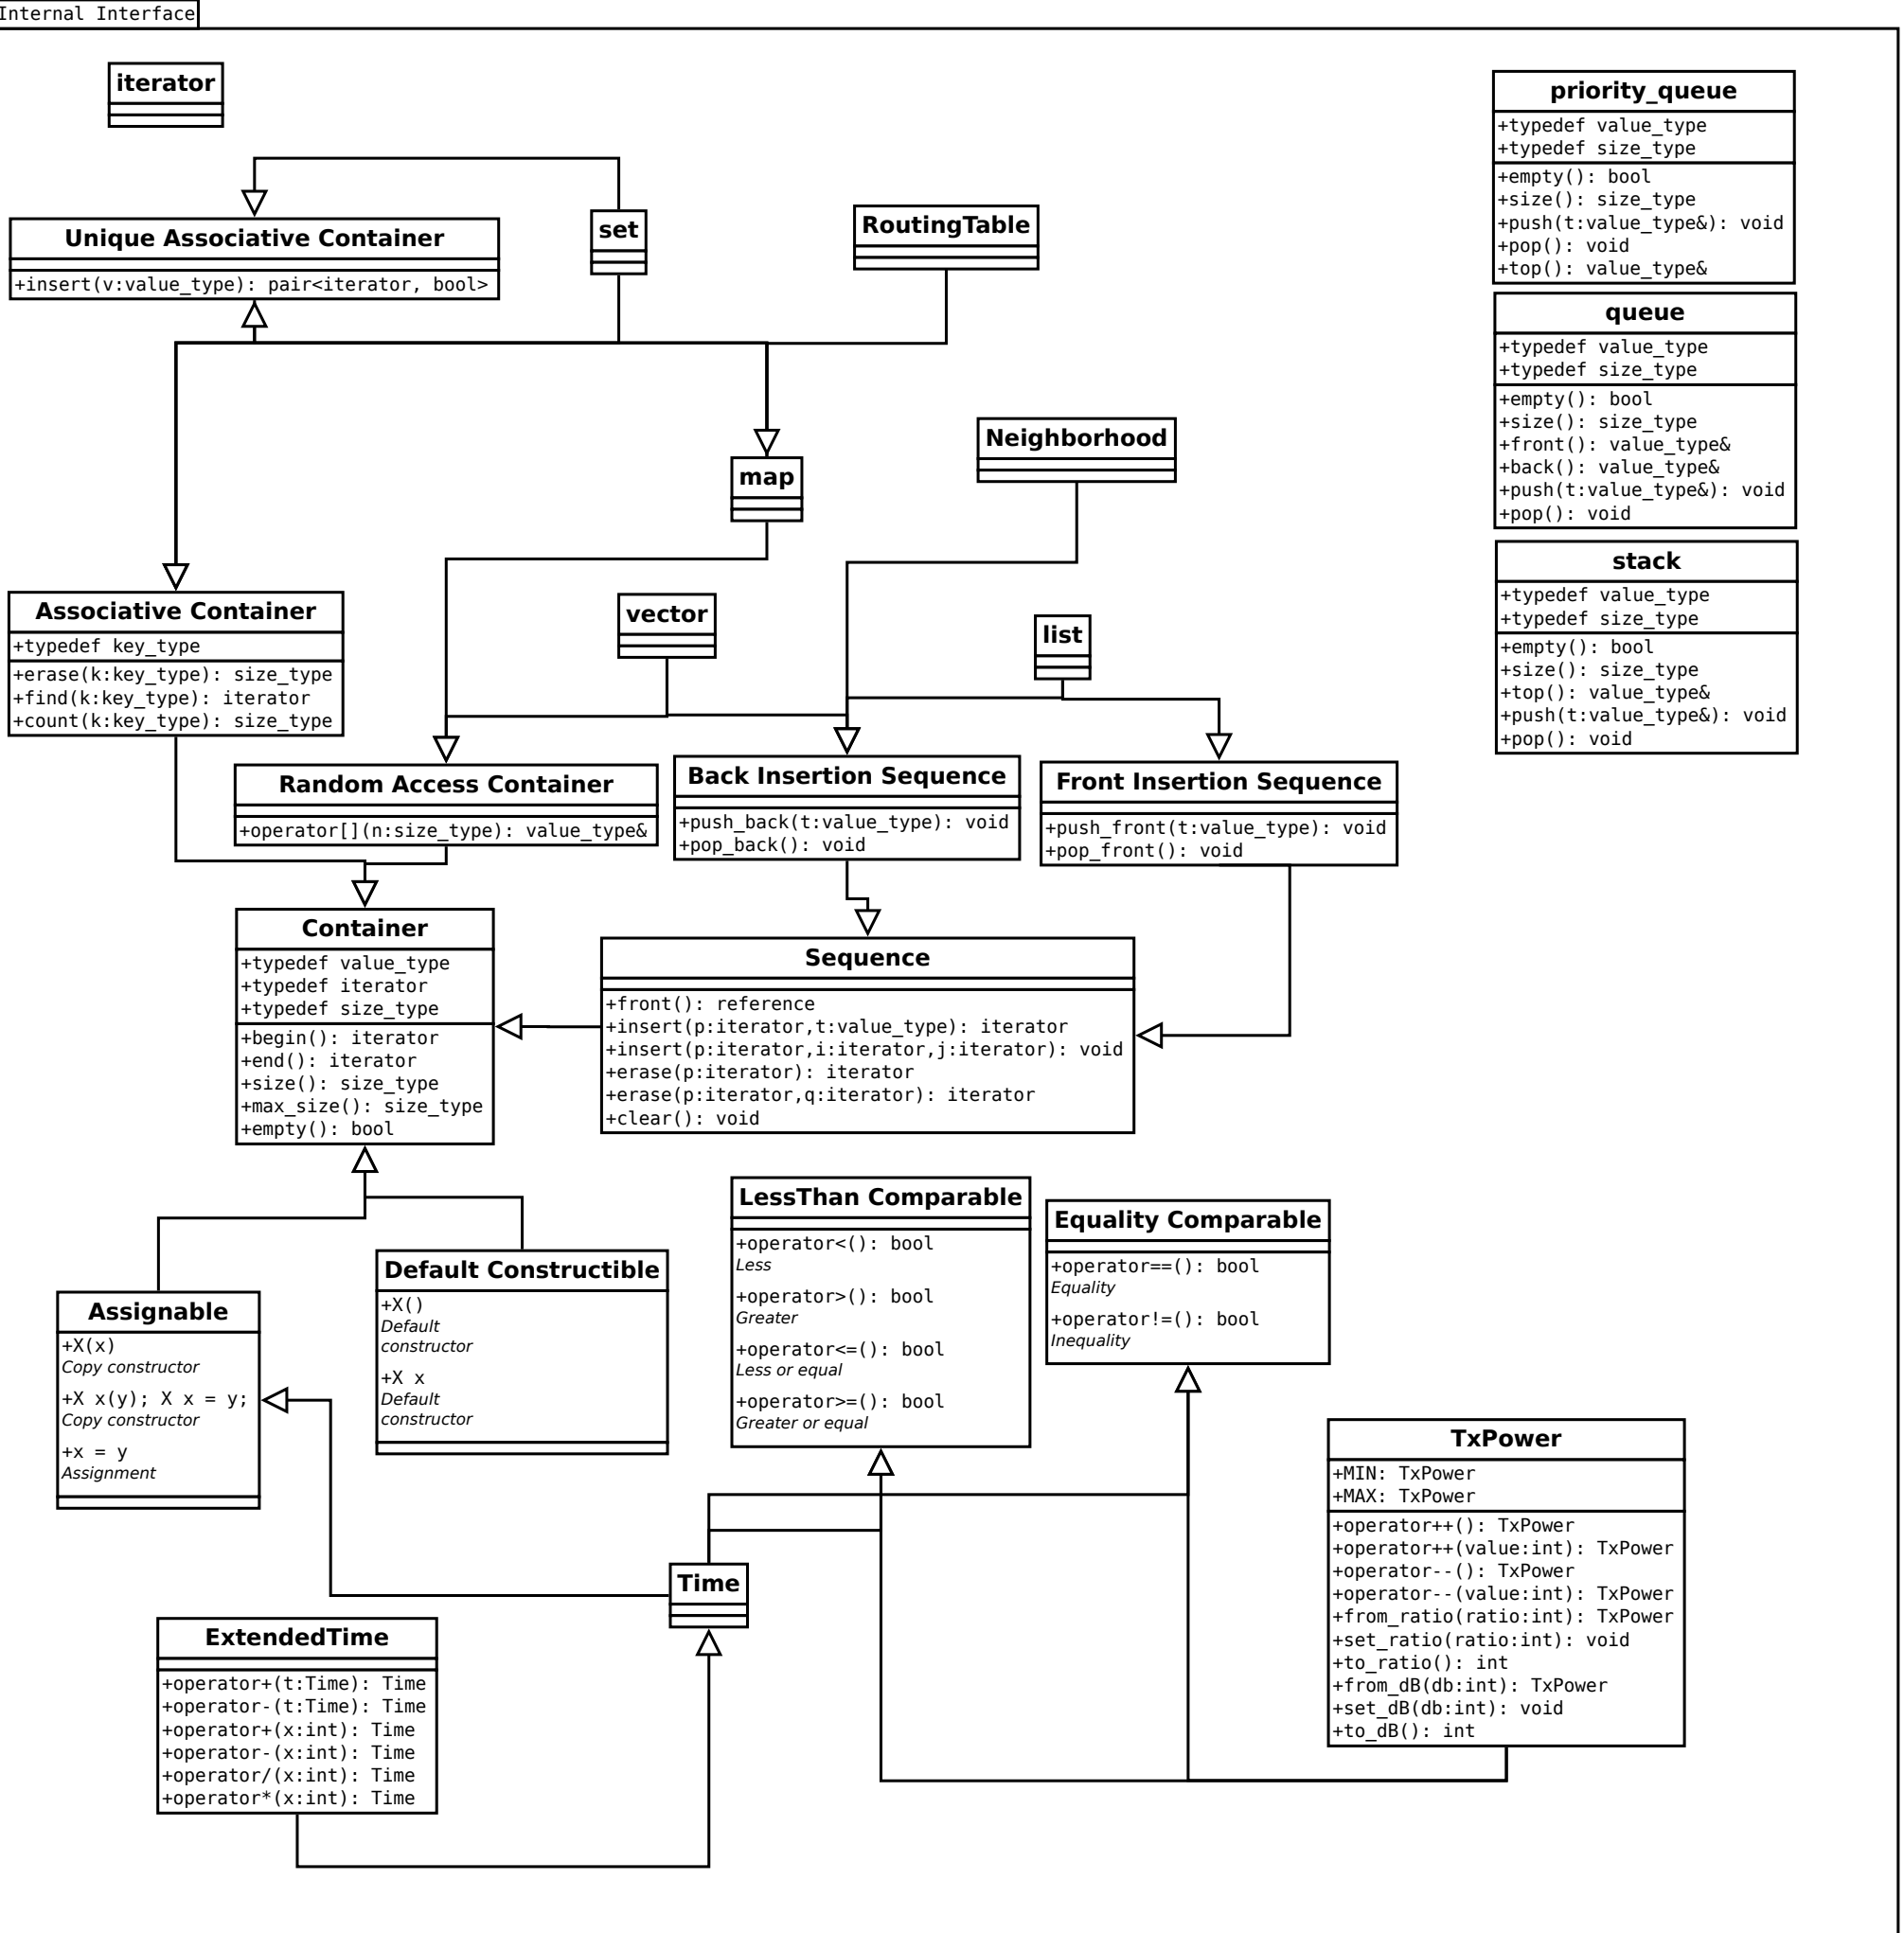 Internal Interface
iterator
priority_queue
+typedef value_type
+typedef size_type
+empty(): bool
+size(): size_type
+push(t:value_type&): void
+pop(): void
+top(): value_type&
Unique Associative Container
+insert(v:value_type): pair<iterator, bool>
set
RoutingTable
queue
+typedef value_type
+typedef size_type
+empty(): bool
+size(): size_type
+front(): value_type&
+back(): value_type&
+push(t:value_type&): void
+pop(): void
map
Neighborhood
stack
+typedef value_type
+typedef size_type
+empty(): bool
+size(): size_type
+top(): value_type&
+push(t:value_type&): void
+pop(): void
Associative Container
+typedef key_type
+erase(k:key_type): size_type
+find(k:key_type): iterator
+count(k:key_type): size_type
vector
list
Random Access Container
+operator[](n:size_type): value_type&
Back Insertion Sequence
+push_back(t:value_type): void
+pop_back(): void
Front Insertion Sequence
+push_front(t:value_type): void
+pop_front(): void
Container
+typedef value_type
+typedef iterator
+typedef size_type
+begin(): iterator
+end(): iterator
+size(): size_type
+max_size(): size_type
+empty(): bool
Sequence
+front(): reference
+insert(p:iterator,t:value_type): iterator
+insert(p:iterator,i:iterator,j:iterator): void
+erase(p:iterator): iterator
+erase(p:iterator,q:iterator): iterator
+clear(): void
Assignable
+X(x)
Copy constructor
+X x(y); X x = y;
Copy constructor
+x = y
Assignment
Default Constructible
+X()
Default
constructor
+X x
Default
constructor
LessThan Comparable
+operator<(): bool
Less
+operator>(): bool
Greater
+operator<=(): bool
Less or equal
+operator>=(): bool
Greater or equal
Equality Comparable
+operator==(): bool
Equality
+operator!=(): bool
Inequality
TxPower
+MIN: TxPower
+MAX: TxPower
+operator++(): TxPower
+operator++(value:int): TxPower
+operator--(): TxPower
+operator--(value:int): TxPower
+from_ratio(ratio:int): TxPower
+set_ratio(ratio:int): void
+to_ratio(): int
+from_dB(db:int): TxPower
+set_dB(db:int): void
+to_dB(): int
Time
ExtendedTime
+operator+(t:Time): Time
+operator-(t:Time): Time
+operator+(x:int): Time
+operator-(x:int): Time
+operator/(x:int): Time
+operator*(x:int): Time